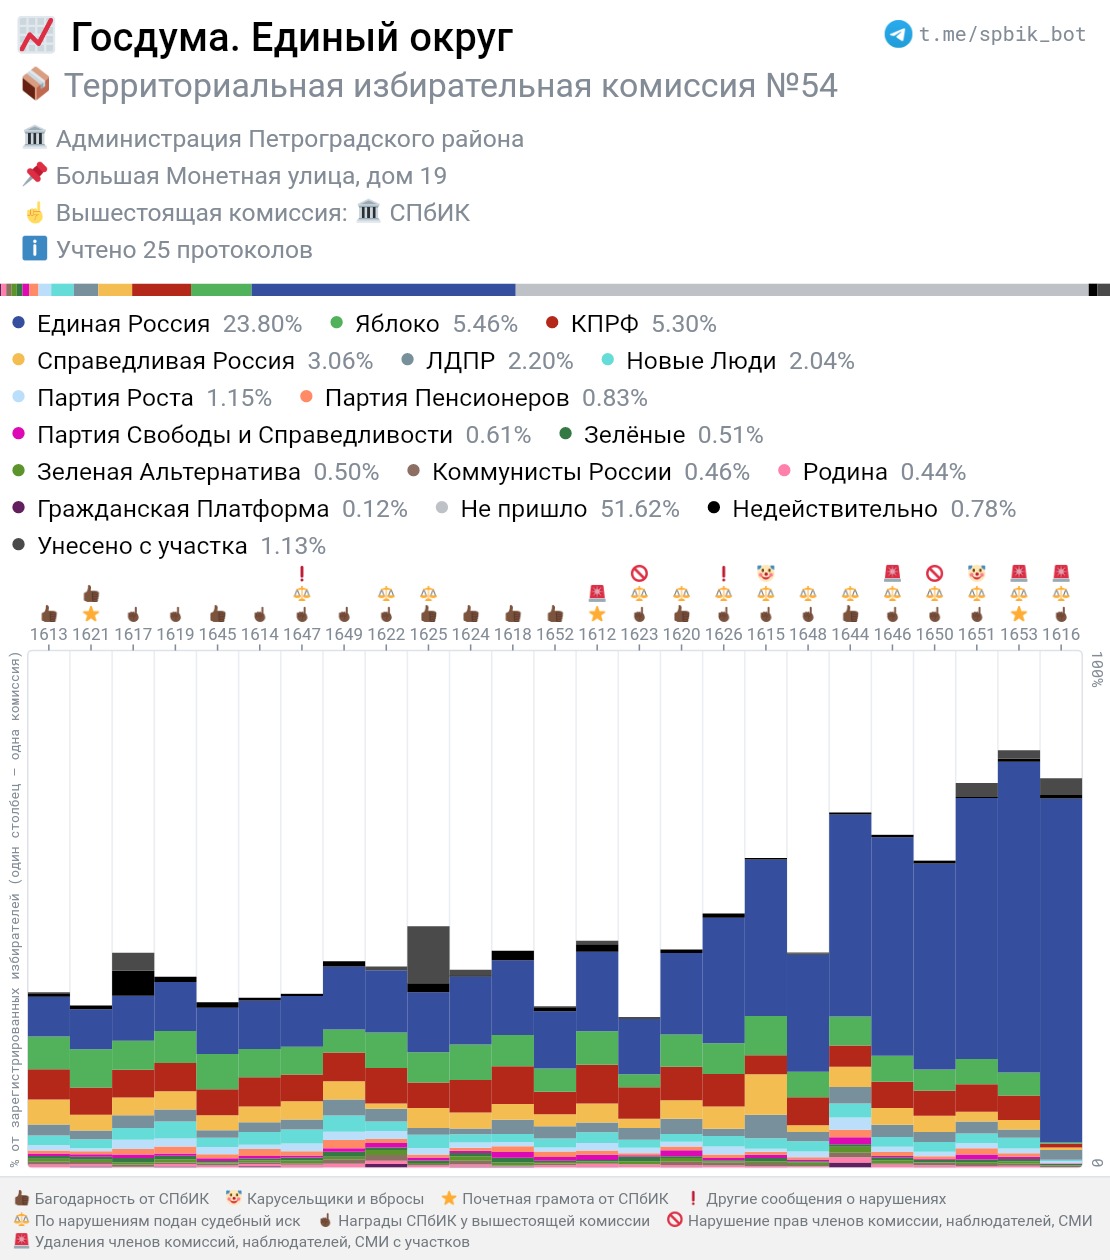 Госдума. Единый округ
t.me/spbik_bot
Территориальная избирательная комиссия №54
Администрация Петроградского района
Большая Монетная улица, дом 19
Вышестоящая комиссия: СПбИК
Учтено 25 протоколов
Единая Россия 23.80% Яблоко 5.46% КПРФ 5.30%
Справедливая Россия 3.06% ЛДПР 2.20% Новые Люди 2.04%
Партия Роста 1.15% Партия Пенсионеров 0.83%
Партия Свободы и Справедливости 0.61% Зелёные 0.51%
Зеленая Альтернатива 0.50% Коммунисты России 0.46% Родина 0.44%
Гражданская Платформа 0.12% Не пришло 51.62% Недействительно 0.78%
Унесено с участка 1.13%
1613 1621 1617 1619 1645 1614 1647 1649 1622 1625 1624 1618 1652 1612 1623 1620 1626 1615 1648 1644 1646 1650 1651 1653 1616
% от зарегистрированных избирателей (один столбец – одна комиссия)
100%
0
Багодарность от СПбИК Карусельщики и вбросы Почетная грамота от СПбИК Другие сообщения о нарушениях
По нарушениям подан судебный иск Награды СПбИК у вышестоящей комиссии Нарушение прав членов комиссии, наблюдателей, СМИ
Удаления членов комиссий, наблюдателей, СМИ с участков